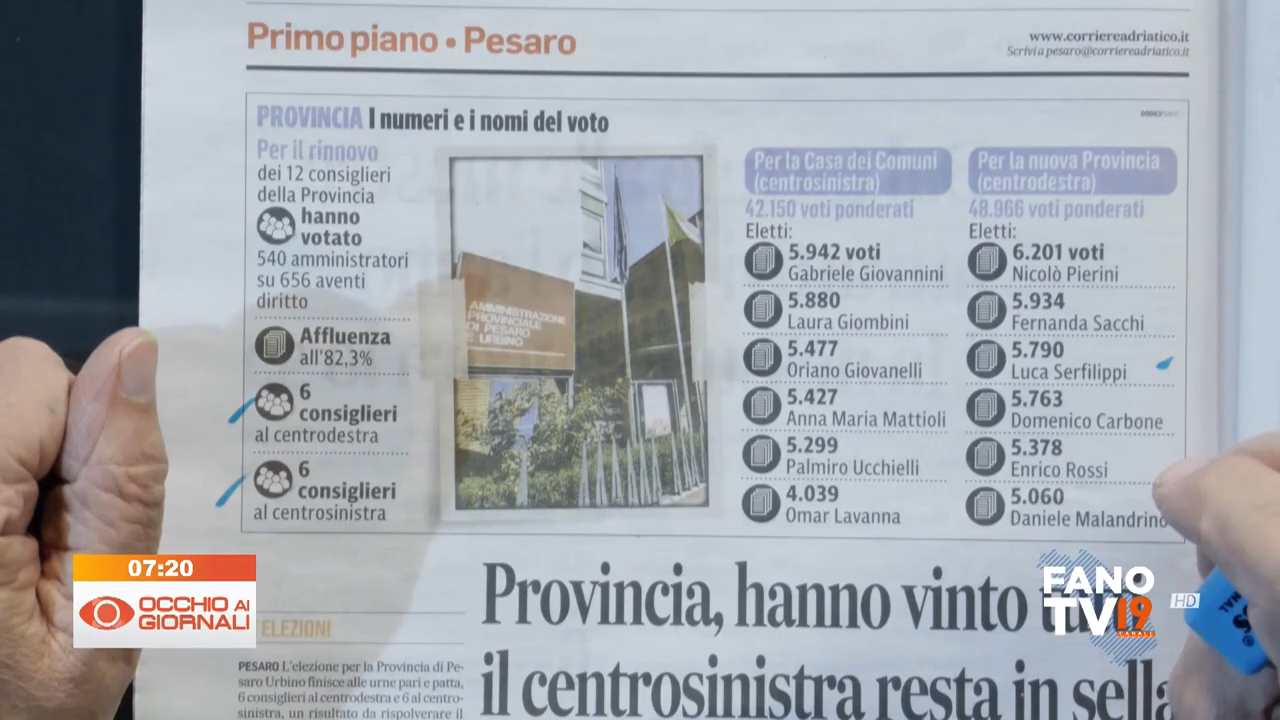 Primo piano • Pesaro
www.corriereadriatico.it
Scrivi a pesaro@corriereadriatico.it
PROVINCIA I numeri e i nomi del voto
Per il rinnovo
dei 12 consiglieri
della Provincia
hanno
votato
540 amministratori
su 656 aventi
diritto
Affluenza
all'82,3%
6
consiglieri
al centrodestra
6
consiglieri
al centrosinistra
AMMINISTRAZIONE
PROVINCIALE
DI PESARO
E URBINO
Per la Casa dei Comuni
(centrosinistra)
42.150 voti ponderati
Eletti:
5.942 voti
Gabriele Giovannini
5.880
Laura Giombini
5.477
Oriano Giovanelli
5.427
Anna Maria Mattioli
5.299
Palmiro Ucchielli
4.039
Omar Lavanna
Per la nuova Provincia
(centrodestra)
48.966 voti ponderati
Eletti:
6.201 voti
Nicolò Pierini
5.934
Fernanda Sacchi
5.790
Luca Serfilippi
5.763
Domenico Carbone
5.378
Enrico Rossi
5.060
Daniele Malandrino
Provincia, hanno vinto
il centrosinistra resta in sella
ELEZIONI
PESARO L'elezione per la Provincia di Pe-
saro Urbino finisce alle urne pari e patta,
6 consiglieri al centrodestra e 6 al centro-
sinistra, un risultato da rispolverare il
07:20
OCCHIO AI
GIORNALI
FANO
TV 19
CANALE
HD